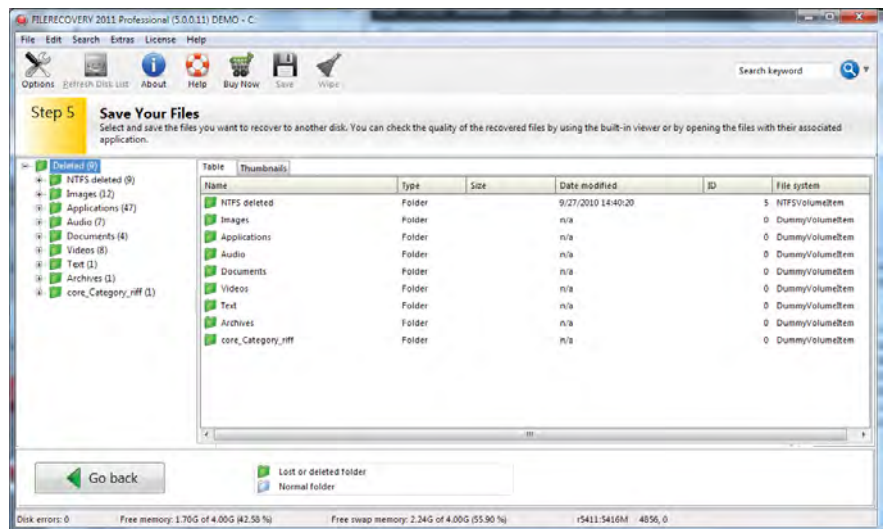 FILERECOVERY 2011 Professional (5.0.0.11) DEMO - C:
File Edit Search Extras License Help
Options Refresh Disk List About Help Buy Now Save Wipe
Search keyword
Step 5 Save Your Files
Select and save the files you want to recover to another disk. You can check the quality of the recovered files by using the built-in viewer or by opening the files with their associated
application.
Deleted (9)
NTFS deleted (9)
Images (12)
Applications (47)
Audio (7)
Documents (4)
Videos (8)
Text (1)
Archives (1)
core_Category_riff (1)
Table Thumbnails
Name Type Size Date modified ID File system
NTFS deleted Folder 9/27/2010 14:40:20 5 NTFSVolumeItem
Images Folder n/a 0 DummyVolumeItem
Applications Folder n/a 0 DummyVolumeItem
Audio Folder n/a 0 DummyVolumeItem
Documents Folder n/a 0 DummyVolumeItem
Videos Folder n/a 0 DummyVolumeItem
Text Folder n/a 0 DummyVolumeItem
Archives Folder n/a 0 DummyVolumeItem
core_Category_riff Folder n/a 0 DummyVolumeItem
Go back
Lost or deleted folder
Normal folder
Disk errors: 0 Free memory: 1.70G of 4.00G (42.58 %) Free swap memory: 2.24G of 4.00G (55.90 %) r5411:5416M 4856, 0